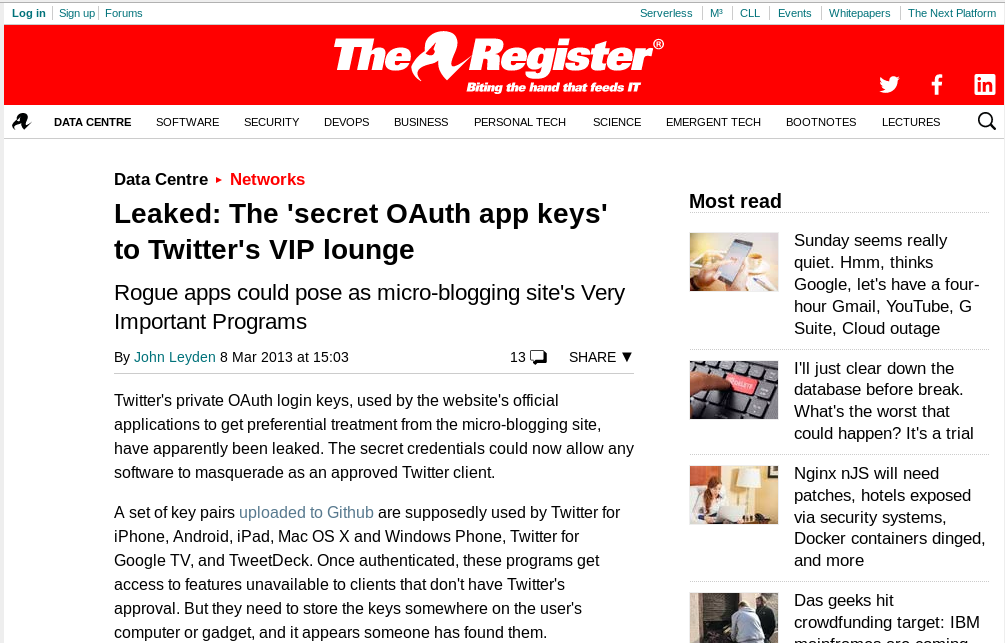 Log in Sign up Forums Serverless M³ CLL Events Whitepapers The Next Platform
The Register®
Biting the hand that feeds IT
DATA CENTRE SOFTWARE SECURITY DEVOPS BUSINESS PERSONAL TECH SCIENCE EMERGENT TECH BOOTNOTES LECTURES
Data Centre ▸ Networks
Leaked: The 'secret OAuth app keys'
to Twitter's VIP lounge
Rogue apps could pose as micro-blogging site's Very
Important Programs
By John Leyden 8 Mar 2013 at 15:03 13 SHARE ▼
Twitter's private OAuth login keys, used by the website's official
applications to get preferential treatment from the micro-blogging site,
have apparently been leaked. The secret credentials could now allow any
software to masquerade as an approved Twitter client.
A set of key pairs uploaded to Github are supposedly used by Twitter for
iPhone, Android, iPad, Mac OS X and Windows Phone, Twitter for
Google TV, and TweetDeck. Once authenticated, these programs get
access to features unavailable to clients that don't have Twitter's
approval. But they need to store the keys somewhere on the user's
computer or gadget, and it appears someone has found them.
Most read
Sunday seems really
quiet. Hmm, thinks
Google, let's have a four-
hour Gmail, YouTube, G
Suite, Cloud outage
DELETE
I'll just clear down the
database before break.
What's the worst that
could happen? It's a trial
Nginx nJS will need
patches, hotels exposed
via security systems,
Docker containers dinged,
and more
Das geeks hit
crowdfunding target: IBM
mainframes are coming